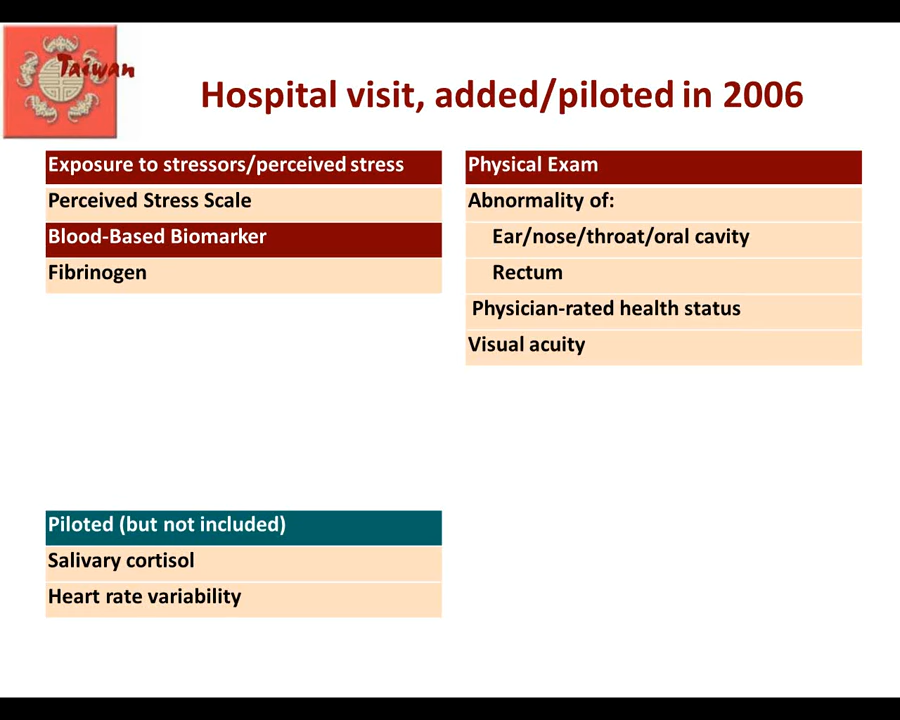 Taiwan
Hospital visit, added/piloted in 2006
Exposure to stressors/perceived stress
Perceived Stress Scale
Blood-Based Biomarker
Fibrinogen
Physical Exam
Abnormality of:
Ear/nose/throat/oral cavity
Rectum
Physician-rated health status
Visual acuity
Piloted (but not included)
Salivary cortisol
Heart rate variability